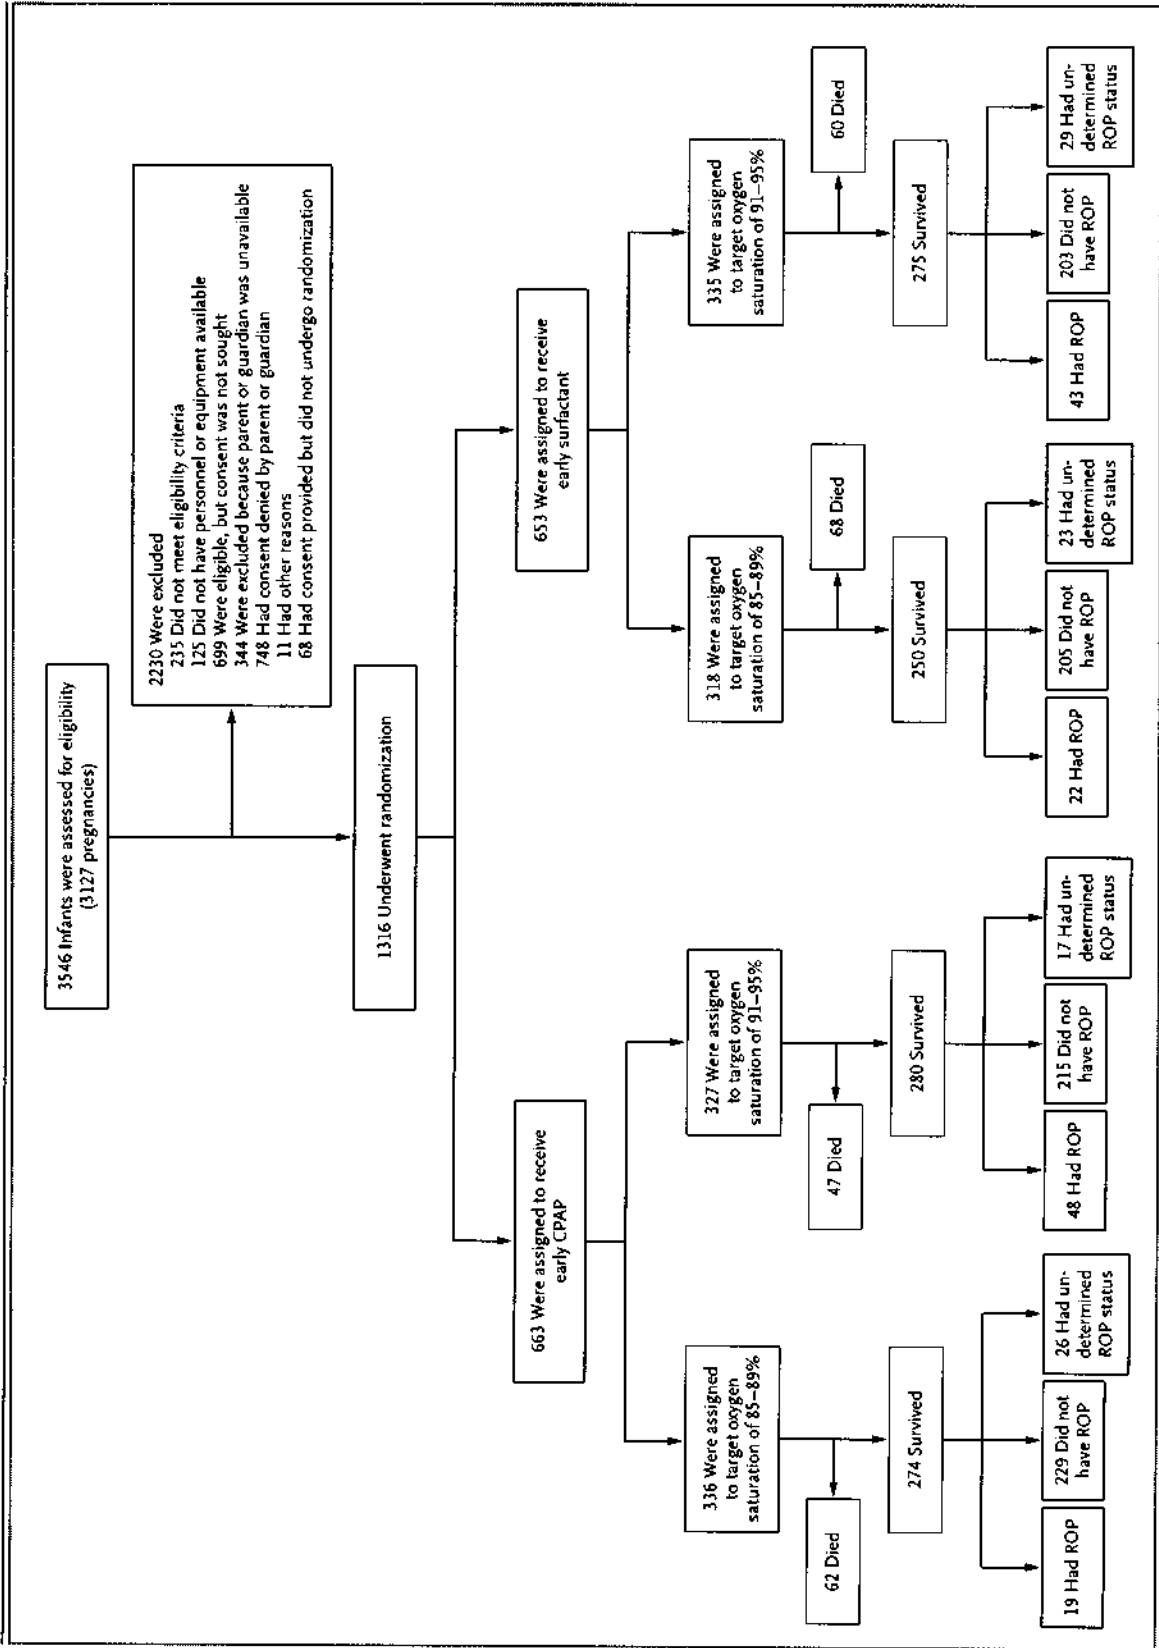 3546 Infants were assessed for eligibility
(3127 pregnancies)
2230 Were excluded
235 Did not meet eligibility criteria
125 Did not have personnel or equipment available
699 Were eligible, but consent was not sought
344 Were excluded because parent or guardian was unavailable
748 Had consent denied by parent or guardian
11 Had other reasons
68 Had consent provided but did not undergo randomization
1316 Underwent randomization
663 Were assigned to receive
early CPAP
653 Were assigned to receive
early surfactant
336 Were assigned
to target oxygen
saturation of 85–89%
327 Were assigned
to target oxygen
saturation of 91–95%
318 Were assigned
to target oxygen
saturation of 85–89%
335 Were assigned
to target oxygen
saturation of 91–95%
62 Died
47 Died
68 Died
60 Died
274 Survived
280 Survived
250 Survived
275 Survived
19 Had ROP
229 Did not
have ROP
26 Had un-
determined
ROP status
48 Had ROP
215 Did not
have ROP
17 Had un-
determined
ROP status
22 Had ROP
205 Did not
have ROP
23 Had un-
determined
ROP status
43 Had ROP
203 Did not
have ROP
29 Had un-
determined
ROP status